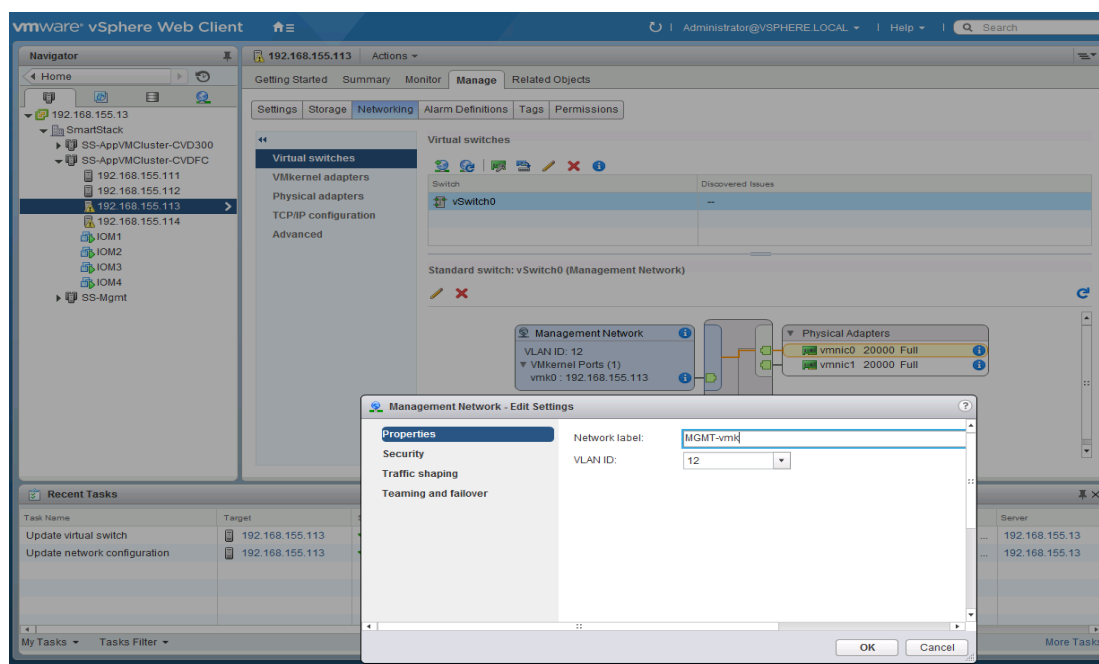 vmware® vSphere Web Client
Administrator@VSPHERE.LOCAL
Help
Search
Navigator
Home
192.168.155.13
SmartStack
SS-AppVMCluster-CVD300
SS-AppVMCluster-CVDFC
192.168.155.111
192.168.155.112
192.168.155.113
192.168.155.114
IOM1
IOM2
IOM3
IOM4
SS-Mgmt
192.168.155.113 Actions
Getting Started Summary Monitor Manage Related Objects
Settings Storage Networking Alarm Definitions Tags Permissions
Virtual switches
VMkernel adapters
Physical adapters
TCP/IP configuration
Advanced
Virtual switches
Switch Discovered Issues
vSwitch0 --
Standard switch: vSwitch0 (Management Network)
Management Network
VLAN ID: 12
VMkernel Ports (1)
vmk0 : 192.168.155.113
Physical Adapters
vmnic0 20000 Full
vmnic1 20000 Full
Management Network - Edit Settings
Properties
Security
Traffic shaping
Teaming and failover
Network label: MGMT-vmk
VLAN ID: 12
OK Cancel
Recent Tasks
Task Name Target Server
Update virtual switch 192.168.155.113 ... 192.168.155.13
Update network configuration 192.168.155.113 ... 192.168.155.13
My Tasks Tasks Filter More Tasks